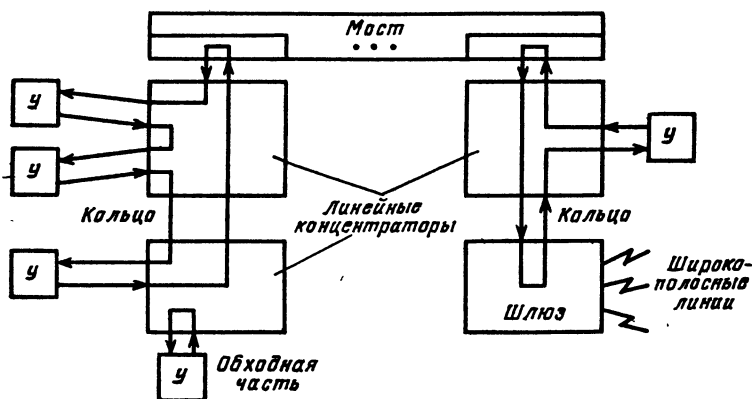 Мост
У
У
У
Кольцо
Линейные
концентраторы
Кольцо
У
Широко-
полосные
линии
Шлюз
У
Обходная
часть